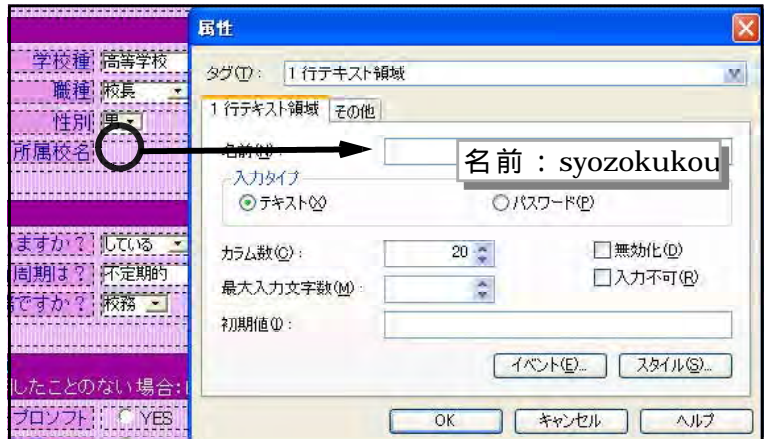 属性
学校種 高等学校
職種 校長
性別 男
所属校名
ますか? している
周期は? 不定期的
ですか? 校務
したことのない場合:
プロンフト YES
タグ(T): 1 行テキスト領域
1 行テキスト領域 その他
名前(N):
名前:syozokukou
入力タイプ
テキスト(X) パスワード(P)
カラム数(C): 20 無効化(D)
入力不可(R)
最大入力文字数(M):
初期値(I):
イベント(E)... スタイル(S)...
OK キャンセル ヘルプ